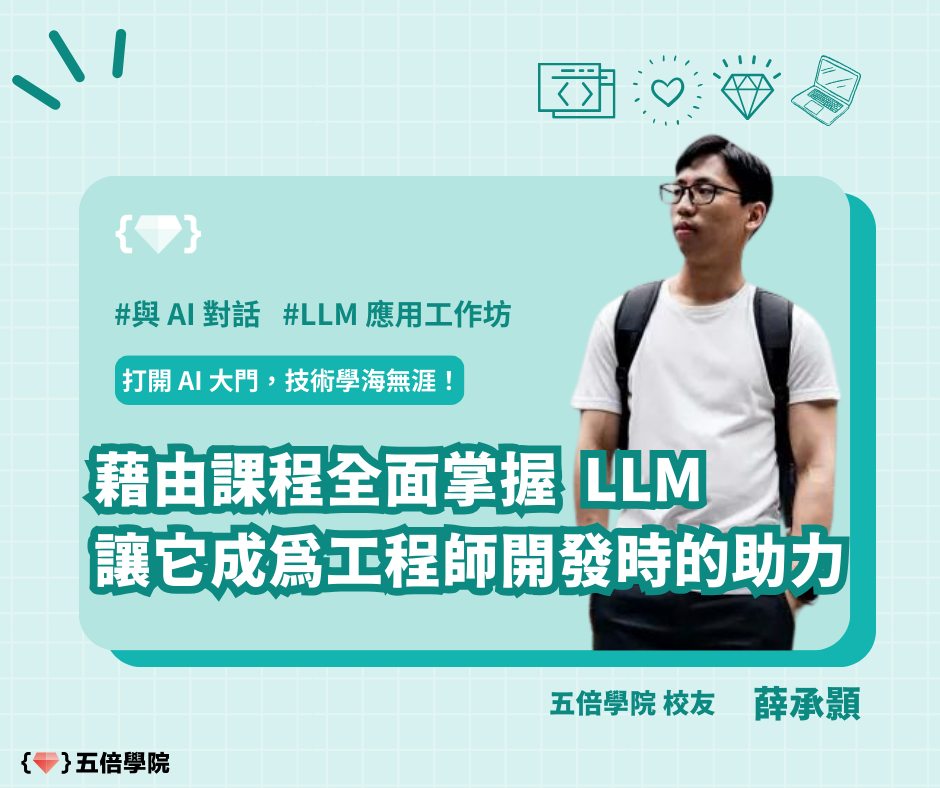 #與 AI 對話 #LLM 應用工作坊
打開 AI 大門，技術學海無涯！
藉由課程全面掌握 LLM
讓它成為工程師開發時的助力
五倍學院 校友 薛承顥
{ } 五倍學院